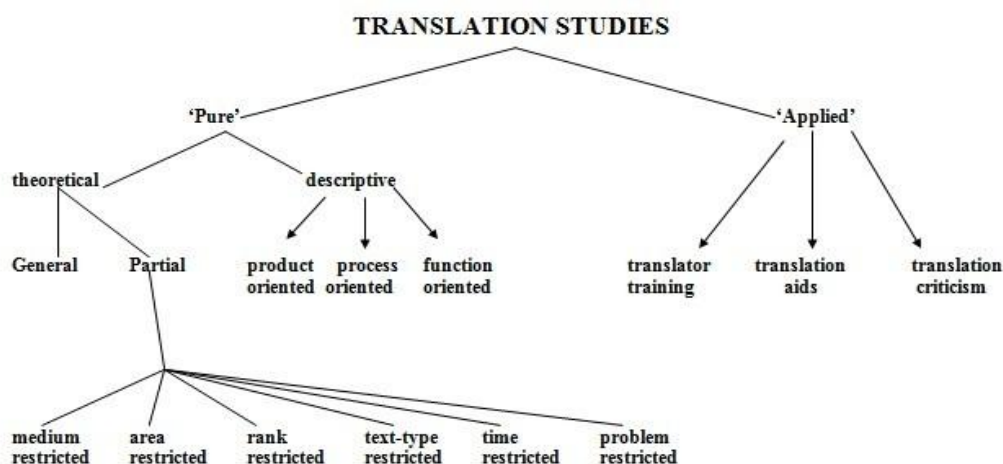 TRANSLATION STUDIES
‘Pure’ ‘Applied’
theoretical descriptive
General Partial product process function translator translation translation
oriented oriented oriented training aids criticism
medium area rank text-type time problem
restricted restricted restricted restricted restricted restricted